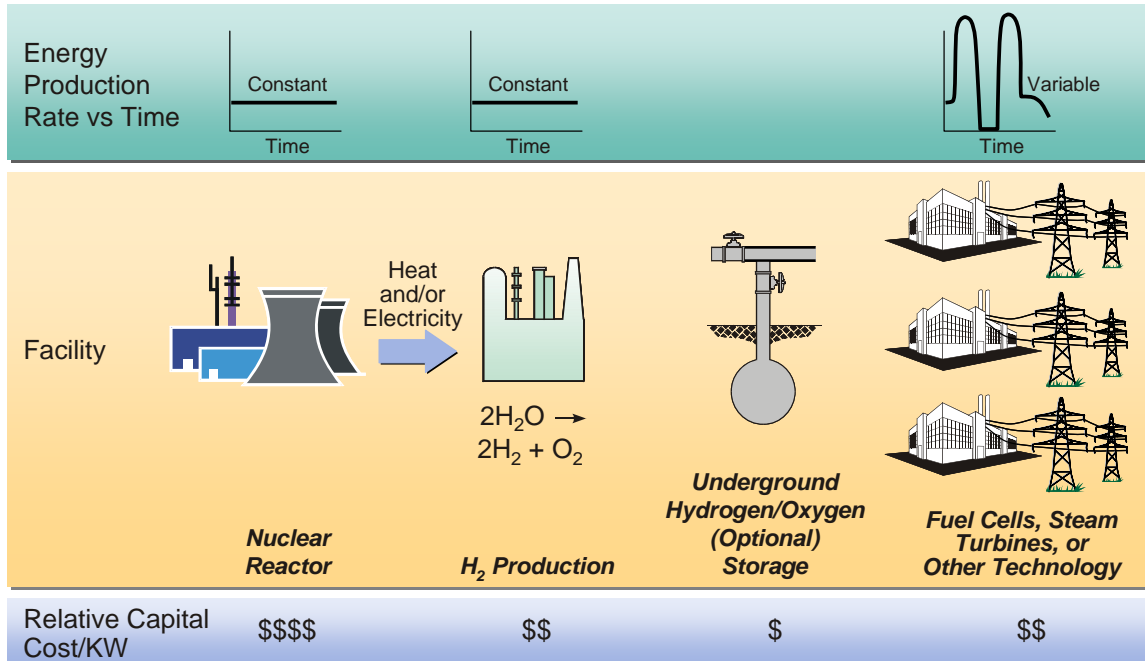 Energy
Production
Rate vs Time
Constant
Time
Constant
Time
Variable
Time
Facility
Heat
and/or
Electricity
2H₂O →
2H₂ + O₂
Nuclear
Reactor
H₂ Production
Underground
Hydrogen/Oxygen
(Optional)
Storage
Fuel Cells, Steam
Turbines, or
Other Technology
Relative Capital
Cost/KW
$$$$
$$
$
$$